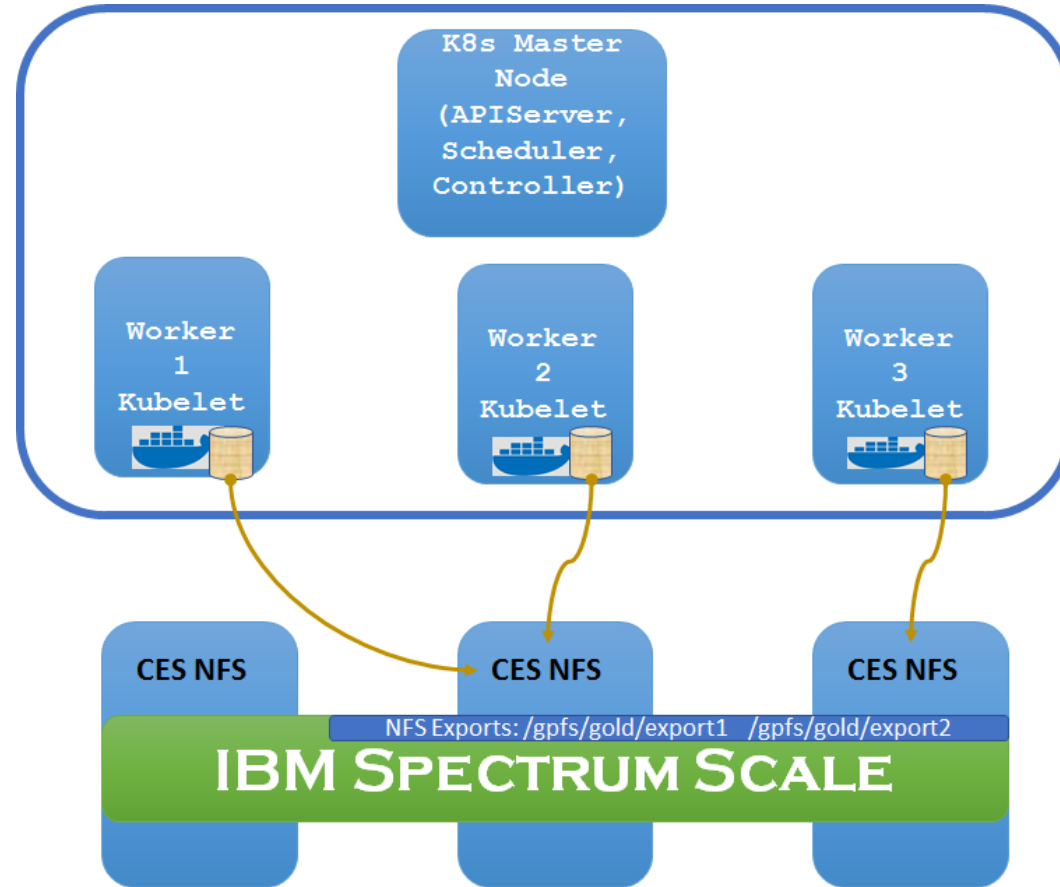 K8s Master
Node
(APIServer,
Scheduler,
Controller)
Worker
1
Kubelet
Worker
2
Kubelet
Worker
3
Kubelet
CES NFS
CES NFS
CES NFS
NFS Exports: /gpfs/gold/export1 /gpfs/gold/export2
IBM SPECTRUM SCALE